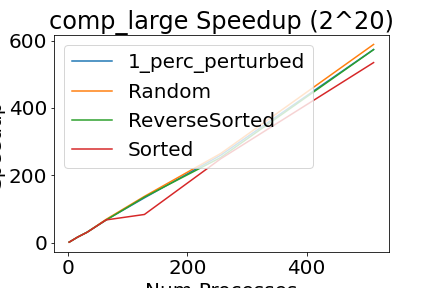 comp_large Speedup (2^20)
600
400
200
0
1_perc_perturbed
Random
ReverseSorted
Sorted
0 200 400
Num Processes